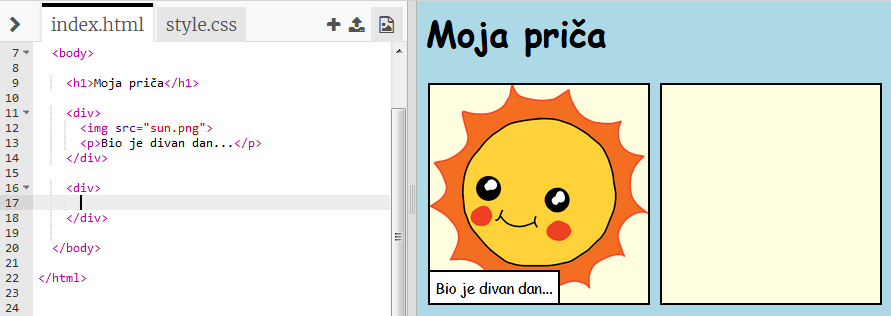 index.html style.css
7 <body>
8
9 <h1>Moja priča</h1>
10
11 <div>
12 <img src="sun.png">
13 <p>Bio je divan dan...</p>
14 </div>
15
16 <div>
17
18 </div>
19
20 </body>
21
22 </html>
23
24
Moja priča
Bio je divan dan...